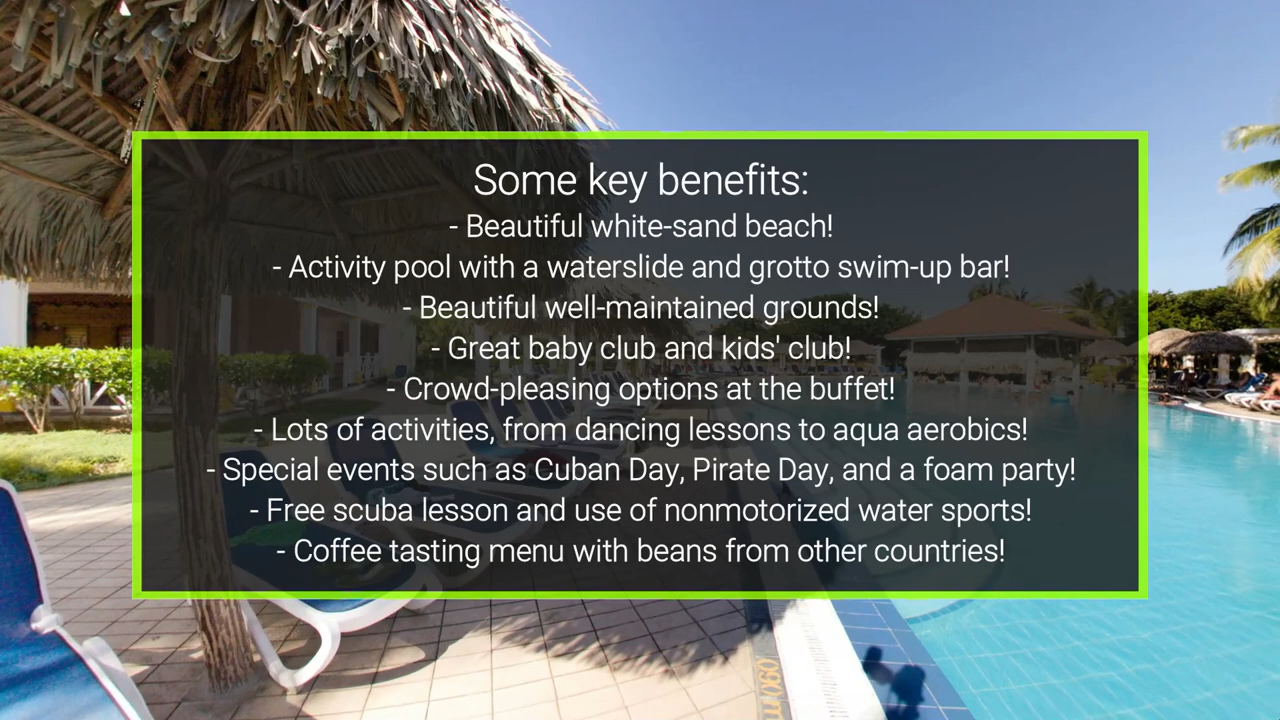 Some key benefits:
- Beautiful white-sand beach!
- Activity pool with a waterslide and grotto swim-up bar!
- Beautiful well-maintained grounds!
- Great baby club and kids' club!
- Crowd-pleasing options at the buffet!
- Lots of activities, from dancing lessons to aqua aerobics!
- Special events such as Cuban Day, Pirate Day, and a foam party!
- Free scuba lesson and use of nonmotorized water sports!
- Coffee tasting menu with beans from other countries!